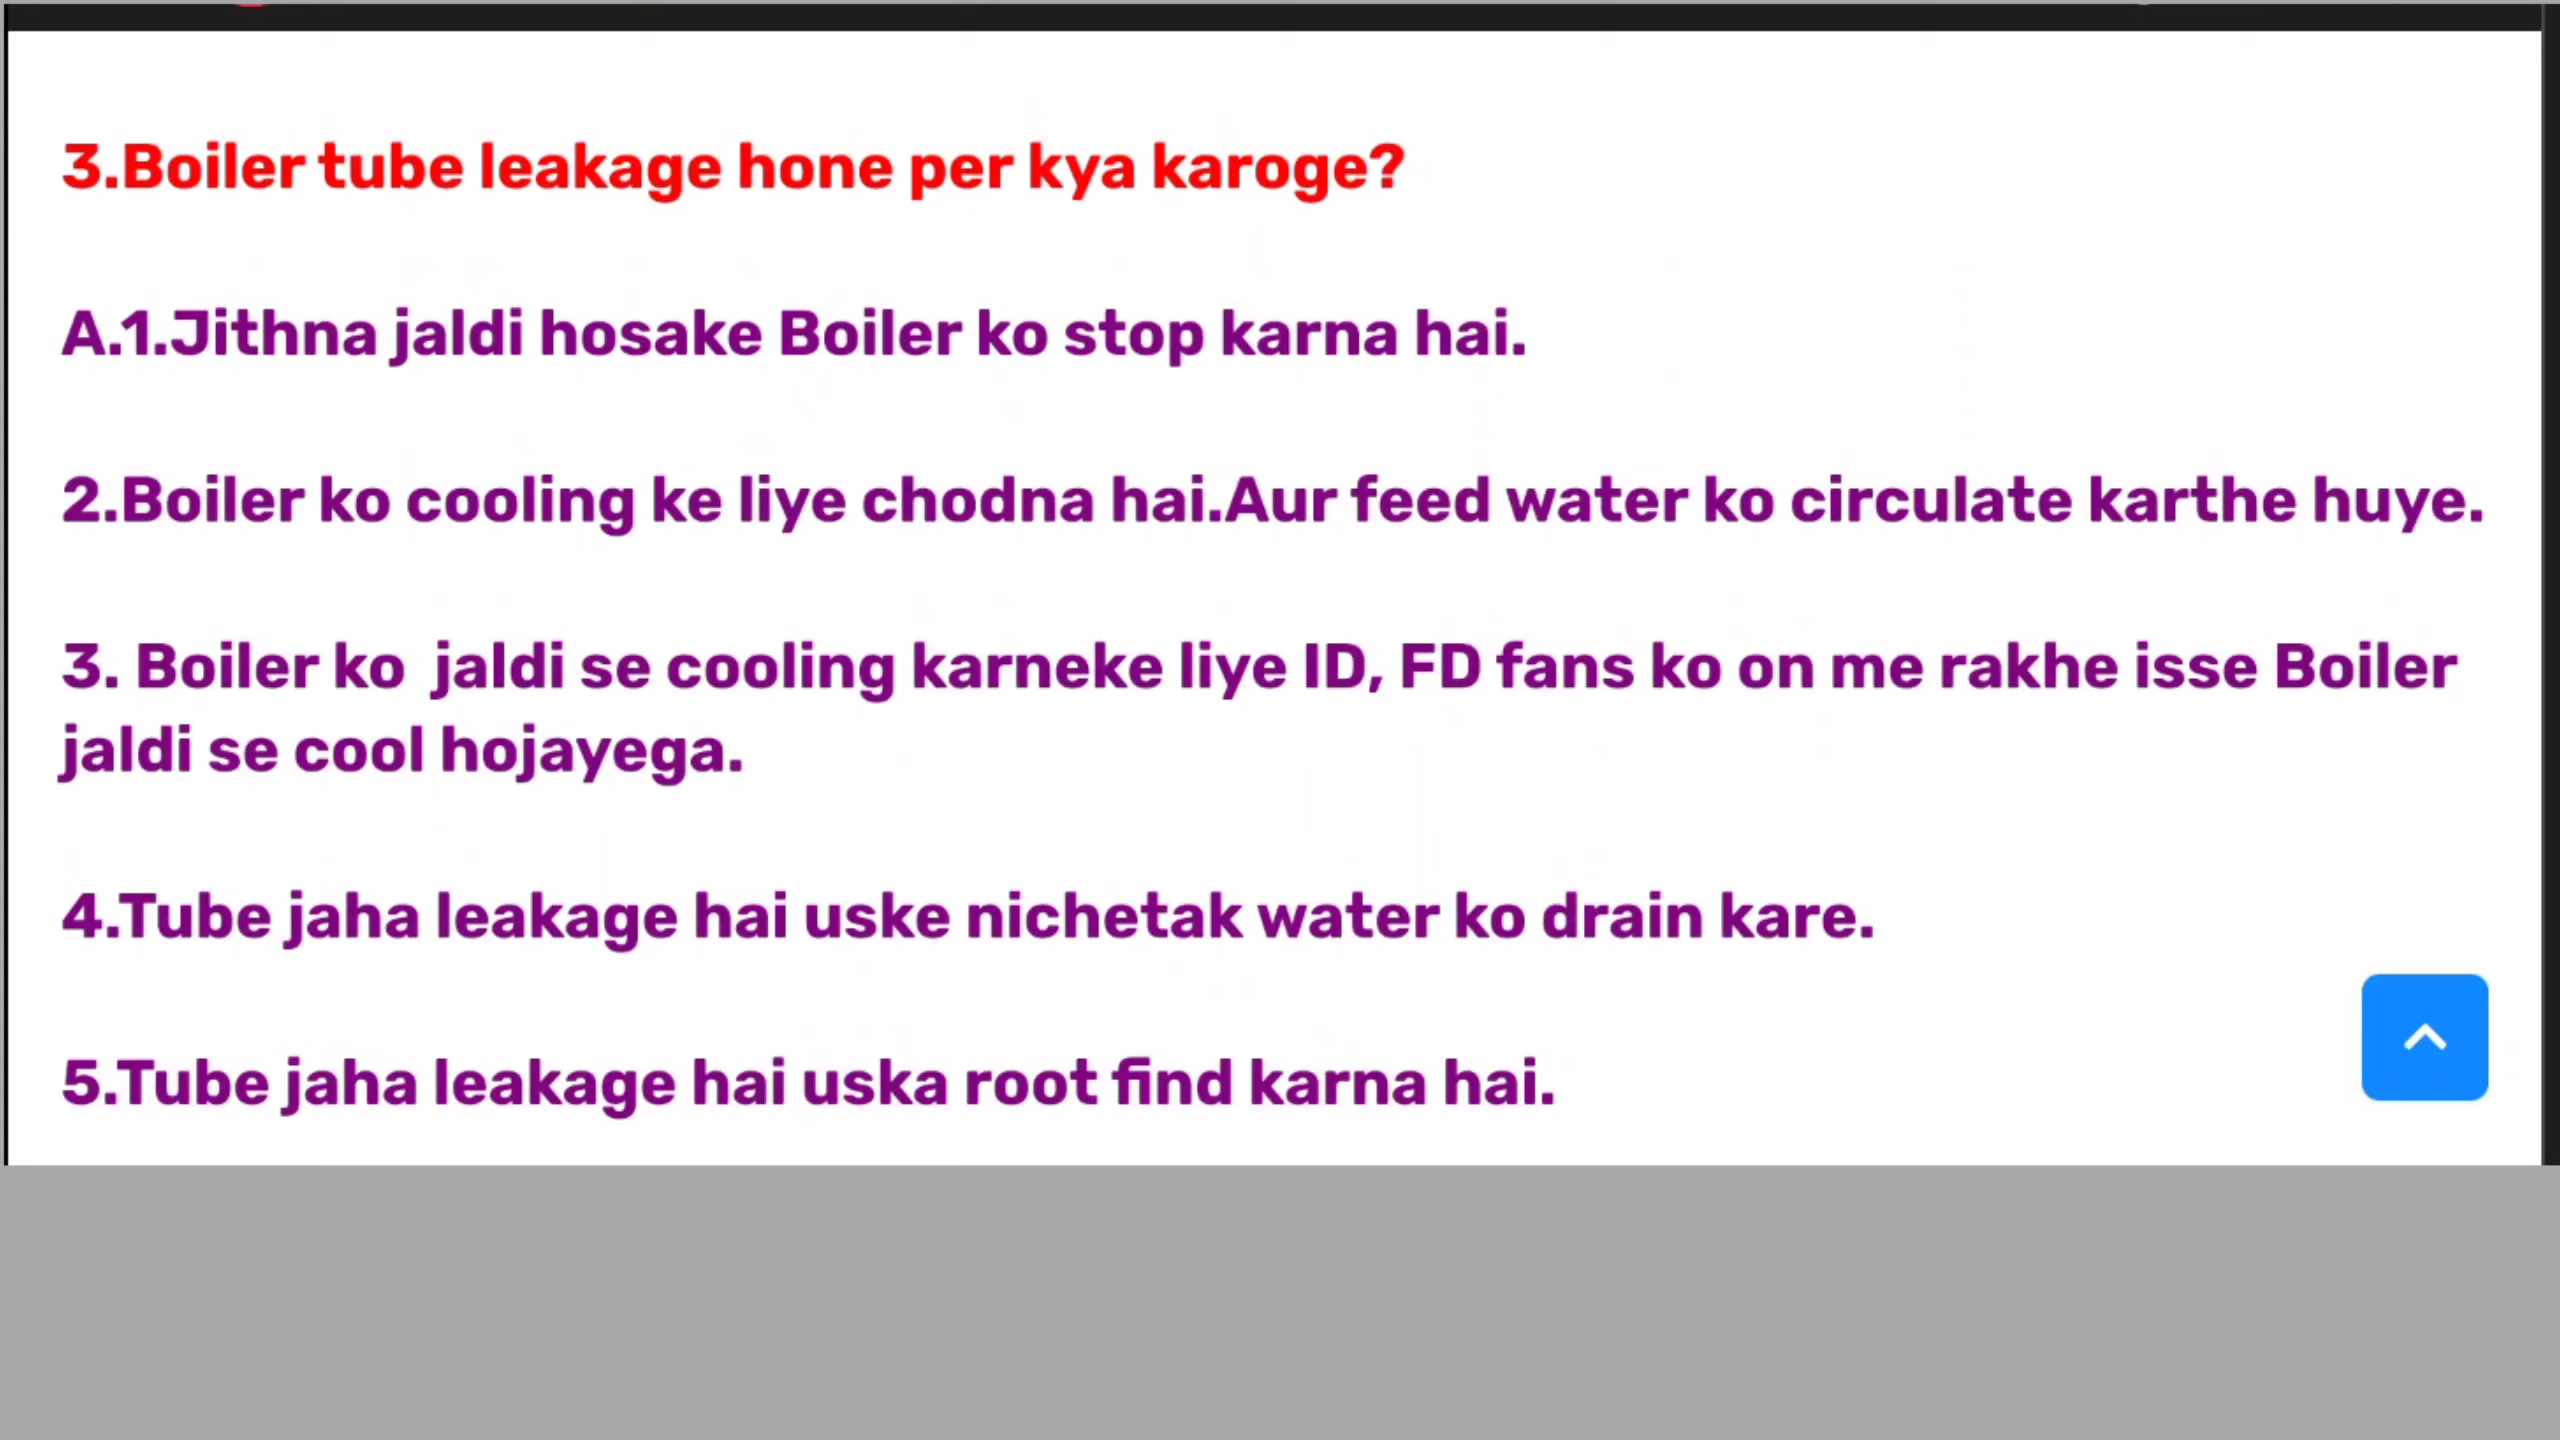 3.Boiler tube leakage hone per kya karoge?
A.1.Jithna jaldi hosake Boiler ko stop karna hai.
2.Boiler ko cooling ke liye chodna hai.Aur feed water ko circulate karthe huye.
3. Boiler ko  jaldi se cooling karneke liye ID, FD fans ko on me rakhe isse Boiler
jaldi se cool hojayega.
4.Tube jaha leakage hai uske nichetak water ko drain kare.
5.Tube jaha leakage hai uska root find karna hai.